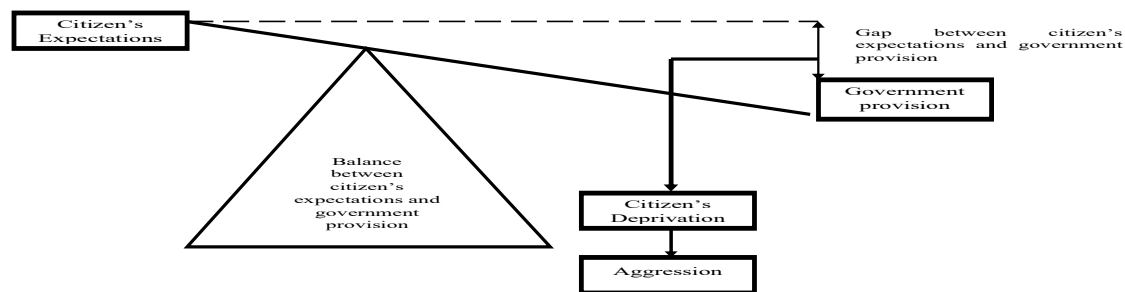 Citizen's
Expectations
Gap between citizen's
expectations and government
provision
Government
provision
Balance
between
citizen's
expectations and
government
provision
Citizen's
Deprivation
Aggression